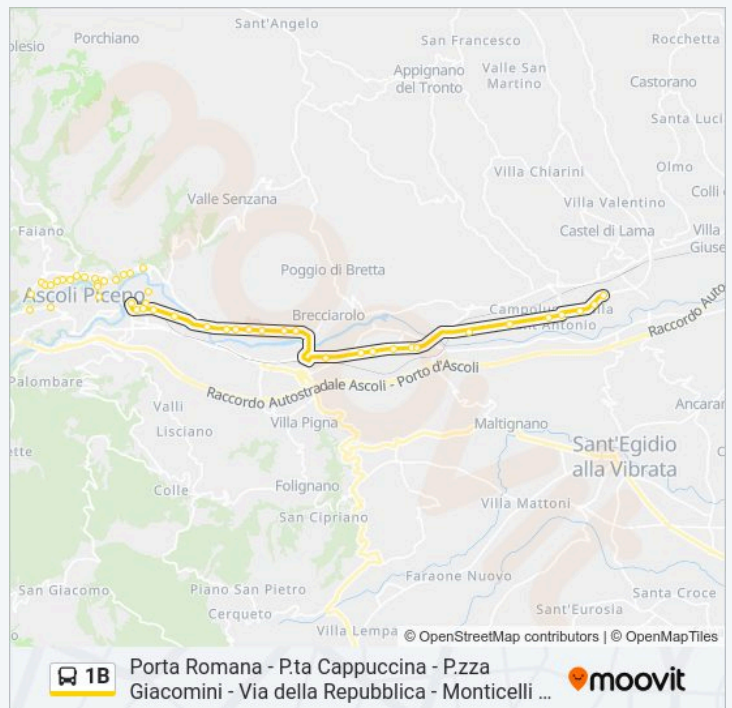 Sant'Angelo
Porchiano
olesio
San Francesco
Rocchetta
Appignano
del Tronto
Valle San
Martino
Castorano
Santa Luci
Villa Chiarini
Olmo
Valle Senzana
Villa Valentino
Colli
Faiano
Castel di Lama
Villa
Giuse
Poggio di Bretta
Ascoli Piceno
Brecciarolo
Raccordo Auto
Palombare
Raccordo Autostradale Ascoli - Porto d'Ascoli
Valli
Lisciano
Villa Pigna
Maltignano
Ancarar
Sant'Egidio
alla Vibrata
ette
Folignano
Colle
San Cipriano
Villa Mattoni
San Giacomo
Piano San Pietro
Faraone Nuovo
Santa Croce
Cerqueto
Sant'Eurosia
Villa Lempa
© OpenStreetMap contributors | © OpenMapTiles
1B
Porta Romana - P.ta Cappuccina - P.zza
Giacomini - Via della Repubblica - Monticelli ...
moovit